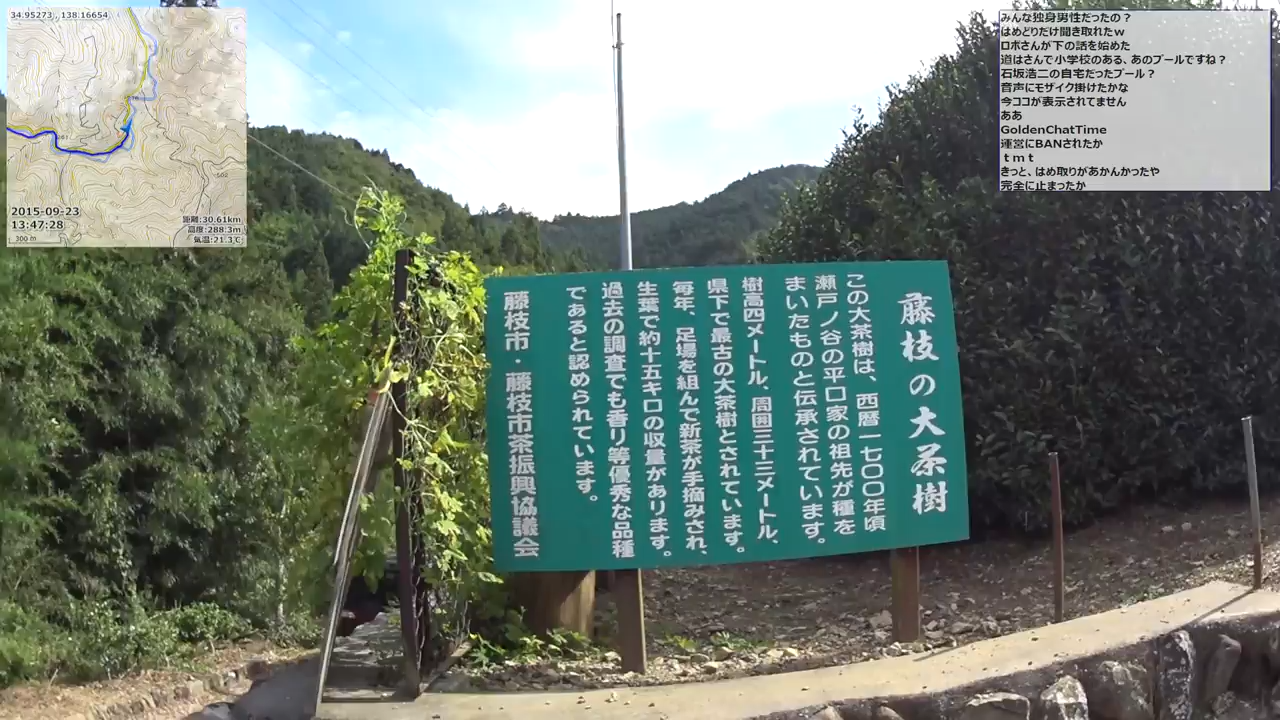 34.95273 , 138.16654
2015-09-23
13:47:28
300 m
距離:30.61km
高度:288.3m
気温:21.3℃
みんな独身男性だったの？
はめどりだけ聞き取れたｗ
ロボさんが下の話を始めた
道はさんで小学校のある、あのプールですね？
石坂浩二の自宅だったプール？
音声にモザイク掛けたかな
今ココが表示されてません
ああ
GoldenChatTime
運営にBANされたか
ｔｍｔ
きっと、はめ取りがあかんかったや
完全に止まったか
藤枝の大茶樹
この大茶樹は、西暦一七〇〇年頃
瀬戸ノ谷の平口家の祖先が種を
まいたものと伝承されています。
樹高四メートル、周囲三十三メートル、
県下で最古の大茶樹とされています。
毎年、足場を組んで新茶が手摘みされ、
生葉で約十五キロの収量があります。
過去の調査でも香り等優秀な品種
であると認められています。
藤枝市・藤枝市茶振興協議会